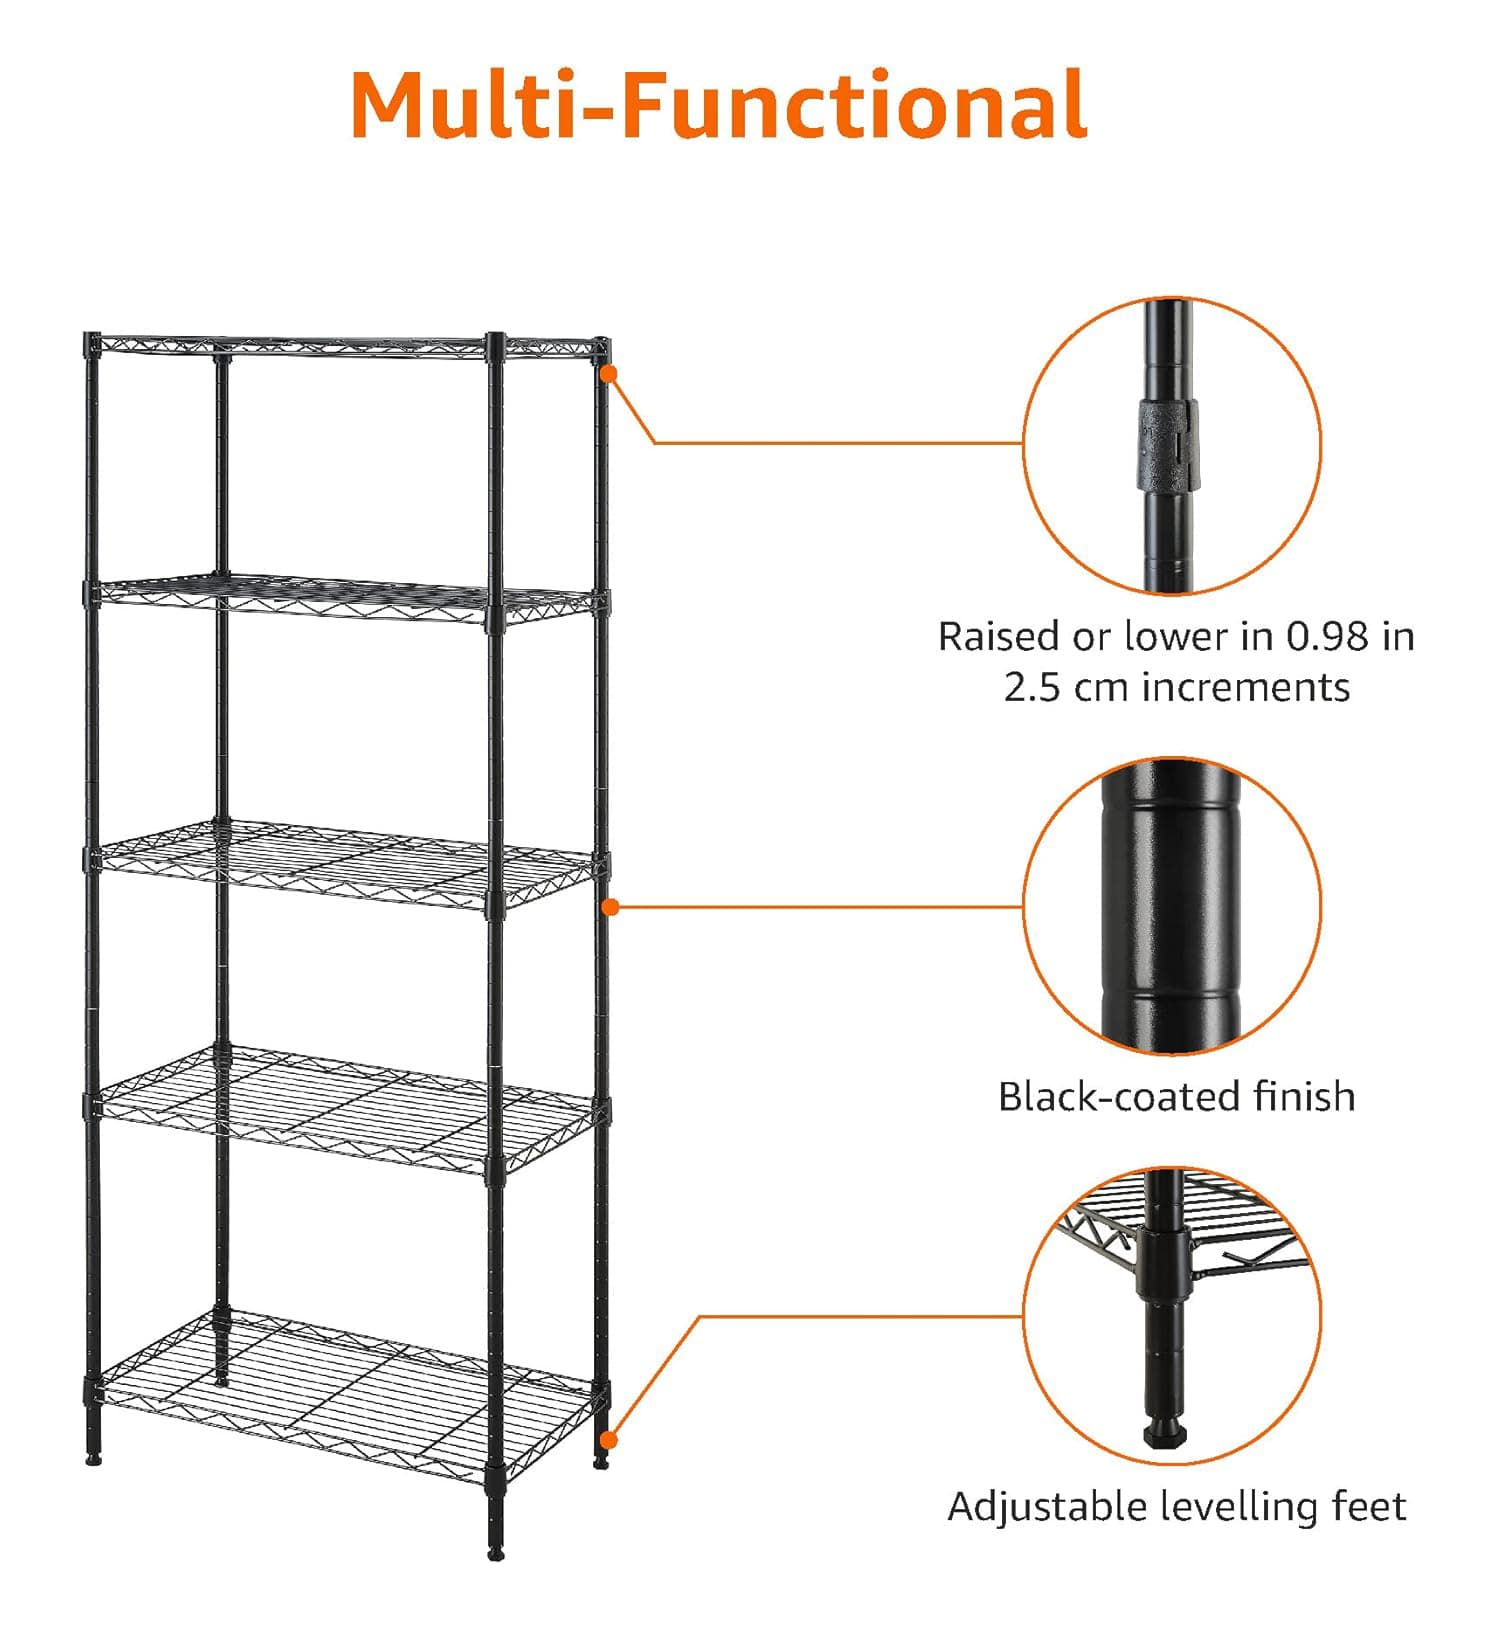 Multi-Functional
Raised or lower in 0.98 in
2.5 cm increments
Black-coated finish
Adjustable levelling feet